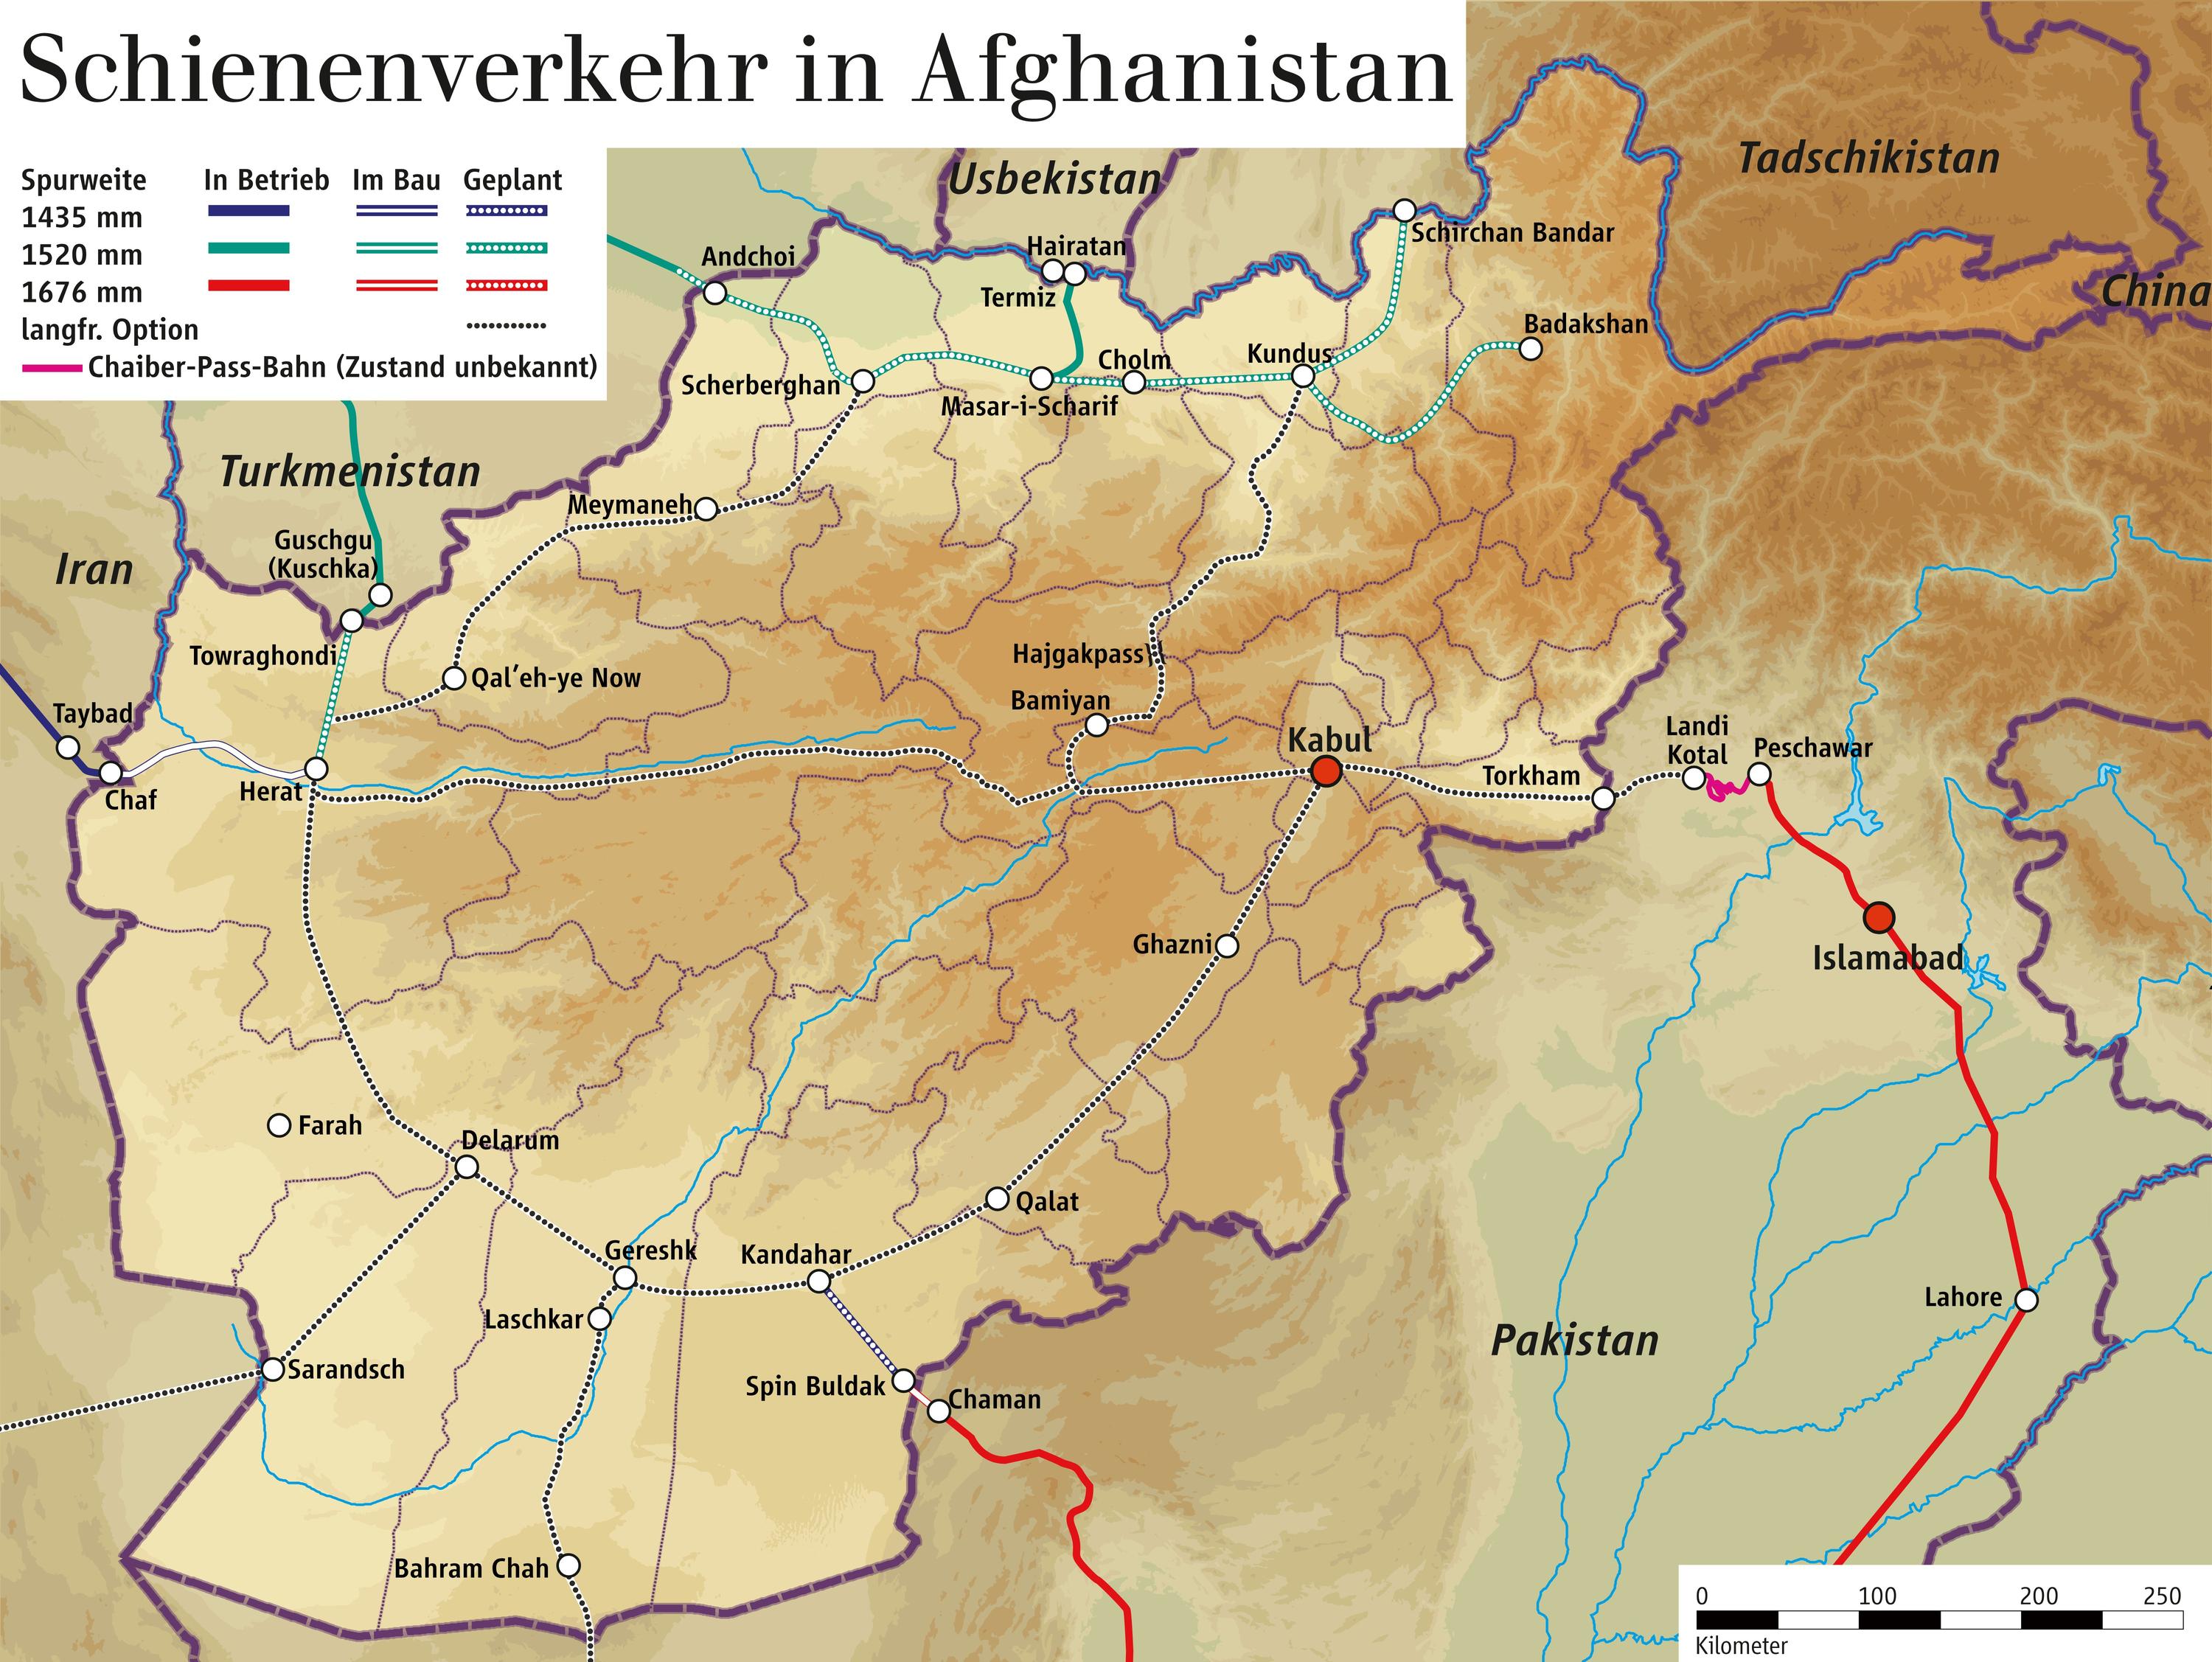 Schienenverkehr in Afghanistan
Spurweite In Betrieb Im Bau Geplant
1435 mm
1520 mm
1676 mm
langfr. Option
Chaiber-Pass-Bahn (Zustand unbekannt)
Usbekistan
Tadschikistan
China
Turkmenistan
Iran
Pakistan
Andchoi
Hairatan
Termiz
Schirchan Bandar
Badakshan
Cholm
Kundus
Scherberghan
Masar-i-Scharif
Meymaneh
Guschgu
(Kuschka)
Towraghondi
Qal’eh-ye Now
Hajgakpass
Bamiyan
Taybad
Chaf
Herat
Kabul
Torkham
Landi
Kotal
Peschawar
Islamabad
Ghazni
Farah
Delarum
Qalat
Gereshk
Kandahar
Laschkar
Lahore
Sarandsch
Spin Buldak
Chaman
Bahram Chah
0 100 200 250
Kilometer